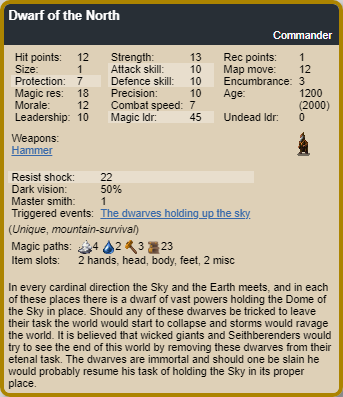 Dwarf of the North
Commander
Hit points: 12 Strength: 13 Rec points: 1
Size: 1 Attack skill: 10 Map move: 12
Protection: 7 Defence skill: 10 Encumbrance: 3
Magic res: 18 Precision: 10 Age: 1200
Morale: 12 Combat speed: 7 (2000)
Leadership: 10 Magic ldr: 45 Undead ldr: 0
Weapons:
Hammer
Resist shock: 22
Dark vision: 50%
Master smith: 1
Triggered events: The dwarves holding up the sky
(Unique, mountain-survival)
Magic paths: 4 2 3 23
Item slots: 2 hands, head, body, feet, 2 misc
In every cardinal direction the Sky and the Earth meets, and in each
of these places there is a dwarf of vast powers holding the Dome of
the Sky in place. Should any of these dwarves be tricked to leave
their task the world would start to collapse and storms would ravage
the world. It is believed that wicked giants and Seithberenders would
try to see the end of this world by removing these dwarves from their
etenal task. The dwarves are immortal and should one be slain he
would probably resume his task of holding the Sky in its proper
place.